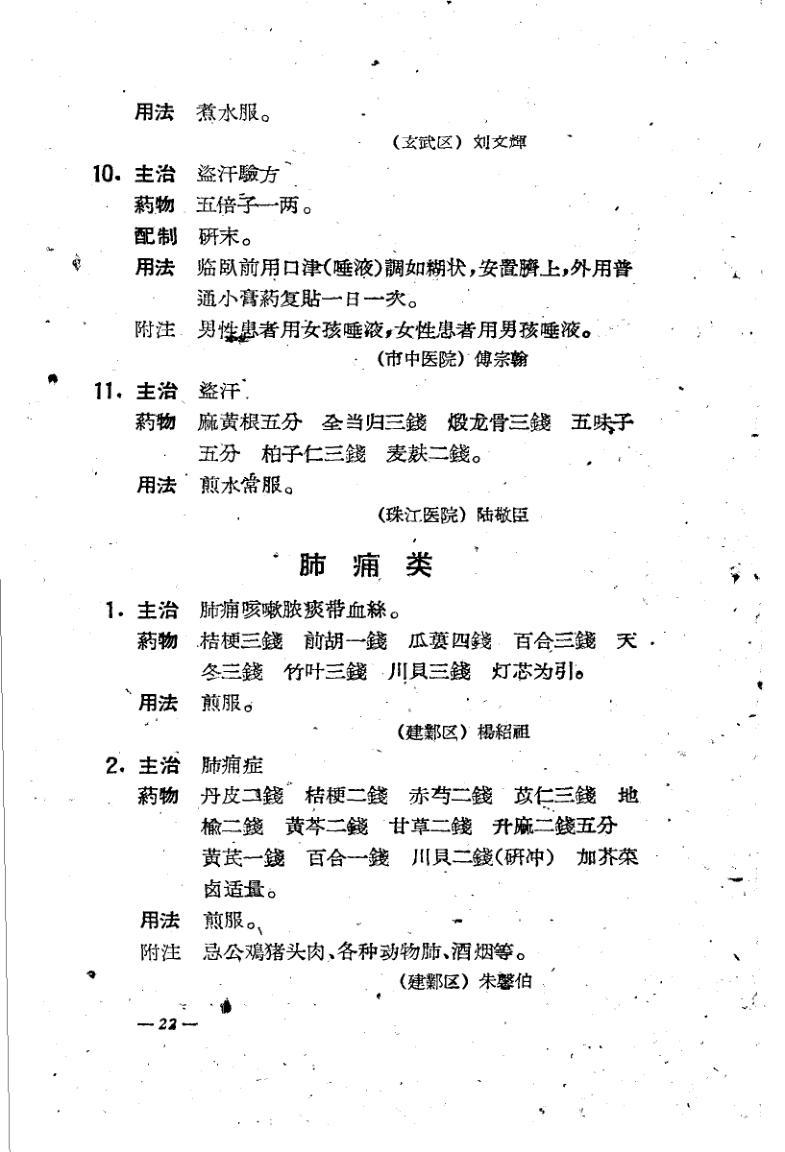 用法　煮水服。
（玄武区）刘文輝
10．主治　盜汗驗方
葯物　五倍子一两。
配制　研末。
用法　临臥前用口津（唾液）調如糊状，安置臍上，外用普
通小膏葯复貼一日一次。
附注　男性患者用女孩唾液，女性患者用男孩唾液。
（市中医院）傅宗翰
11．主治　盜汗．
葯物　麻黄根五分　全当归三錢　煅龙骨三錢　五味子
五分　柏子仁三錢　麦麸二錢。
用法　煎水常服。
（珠江医院）陆敬臣
肺痈类
1．主治　肺痈咳嗽脓痰带血絲。
葯物　桔梗三錢　前胡一錢　瓜蒌四錢　百合三錢　天
冬三錢　竹叶三錢　川貝三錢　灯芯为引。
用法　煎服。
（建鄴区）楊紹祖
2．主治　肺痈症
葯物　丹皮二錢　桔梗二錢　赤芍二錢　苡仁三錢　地
榆二錢　黄芩二錢　甘草二錢　升麻二錢五分
黄芪一錢　百合一錢　川貝二錢（研冲）　加芥菜
卤适量。
用法　煎服。
附注　忌公鸡猪头肉、各种动物肺、酒烟等。
（建鄴区）朱馨伯
— 22 —